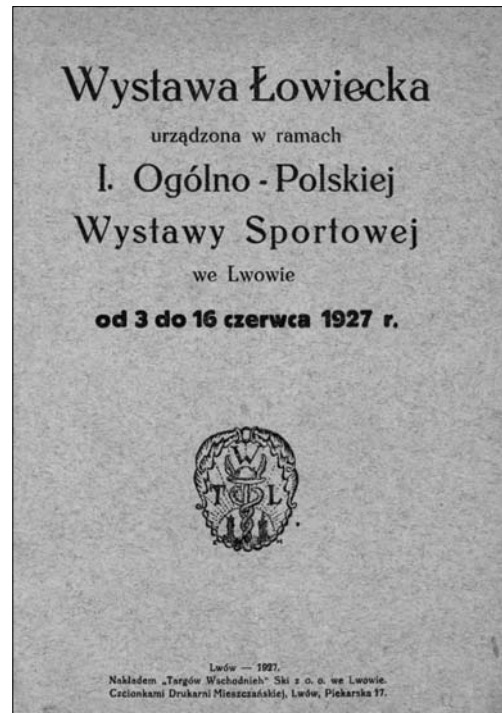 Wystawa Łowiecka
urządzona w ramach
I. Ogólno-Polskiej
Wystawy Sportowej
we Lwowie
od 3 do 16 czerwca 1927 r.
W
T L
Lwów — 1927.
Nakładem „Targów Wschodnieh" Ski z o. o. we Lwowie.
Czcionkami Drukarni Mieszczańskiej, Lwów, Piekarska 17.